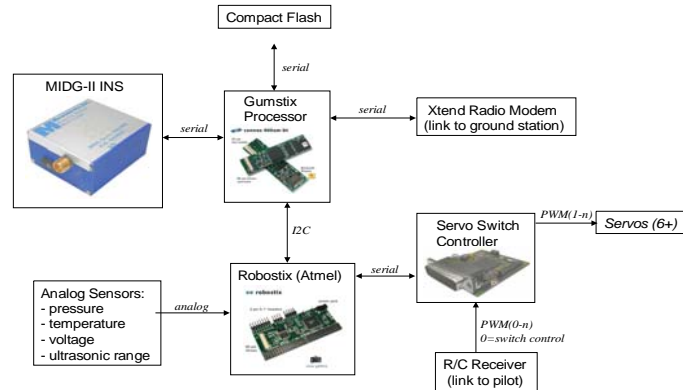 Compact Flash
serial
MIDG-II INS
Gumstix
Processor
serial
serial
Xtend Radio Modem
(link to ground station)
I2C
Servo Switch
Controller
PWM(1-n)
Servos (6+)
Robostix (Atmel)
robostix
serial
Analog Sensors:
- pressure
- temperature
- voltage
- ultrasonic range
analog
PWM(0-n)
0=switch control
R/C Receiver
(link to pilot)